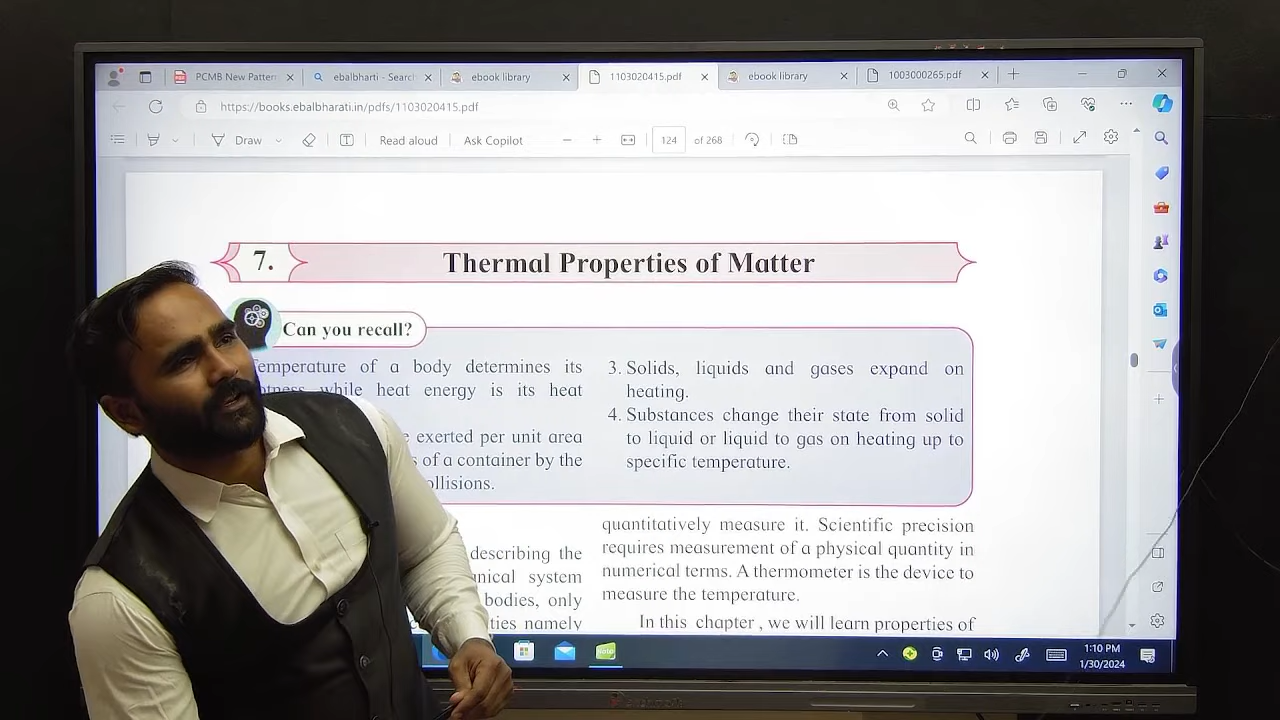 PCMB New Pattern
ebalbharti - Search
ebook library
1103020415.pdf
ebook library
1003000265.pdf
https://books.ebalbharati.in/pdfs/1103020415.pdf
Draw
Read aloud
Ask Copilot
124
of 268
7.
Thermal Properties of Matter
Can you recall?
Temperature of a body determines its
while heat energy is its heat
exerted per unit area
of a container by the
3. Solids, liquids and gases expand on
heating.
4. Substances change their state from solid
to liquid or liquid to gas on heating up to
specific temperature.
describing the
system
bodies, only
namely
quantitatively measure it. Scientific precision
requires measurement of a physical quantity in
numerical terms. A thermometer is the device to
measure the temperature.
In this chapter , we will learn properties of
1:10 PM
1/30/2024